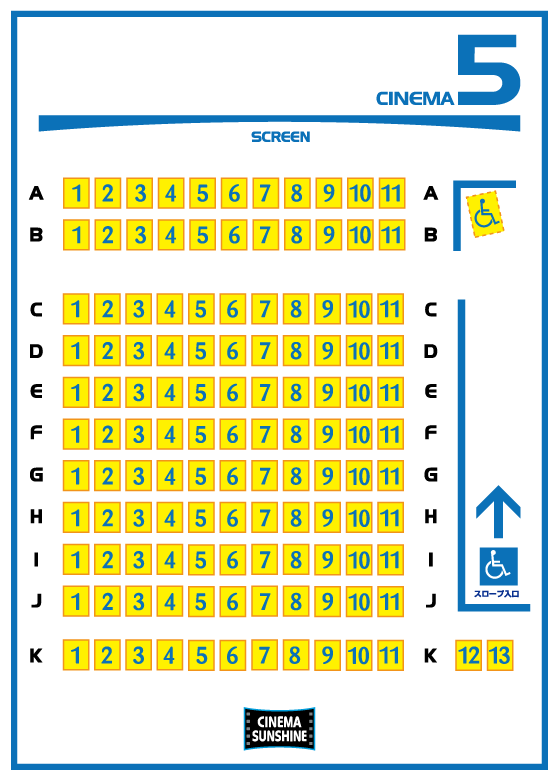 CINEMA 5
SCREEN
A 1 2 3 4 5 6 7 8 9 10 11 A
B 1 2 3 4 5 6 7 8 9 10 11 B
C 1 2 3 4 5 6 7 8 9 10 11 C
D 1 2 3 4 5 6 7 8 9 10 11 D
E 1 2 3 4 5 6 7 8 9 10 11 E
F 1 2 3 4 5 6 7 8 9 10 11 F
G 1 2 3 4 5 6 7 8 9 10 11 G
H 1 2 3 4 5 6 7 8 9 10 11 H
I 1 2 3 4 5 6 7 8 9 10 11 I
J 1 2 3 4 5 6 7 8 9 10 11 J
スロープ入口
K 1 2 3 4 5 6 7 8 9 10 11 K 12 13
CINEMA
SUNSHINE